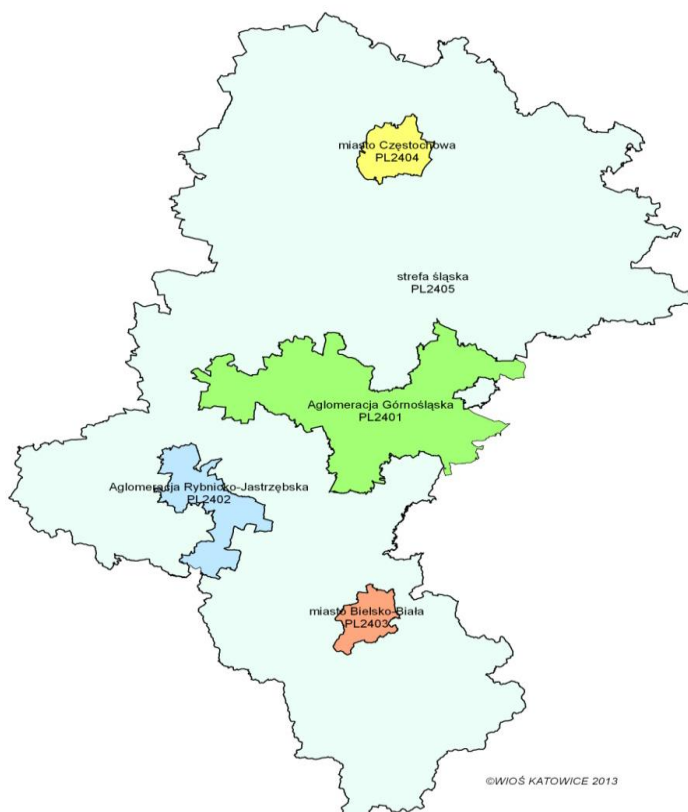 miasto Częstochowa
PL2404
strefa śląska
PL2405
Aglomeracja Górnośląska
PL2401
Aglomeracja Rybnicko-Jastrzębska
PL2402
miasto Bielsko-Biała
PL2403
©WIOŚ KATOWICE 2013